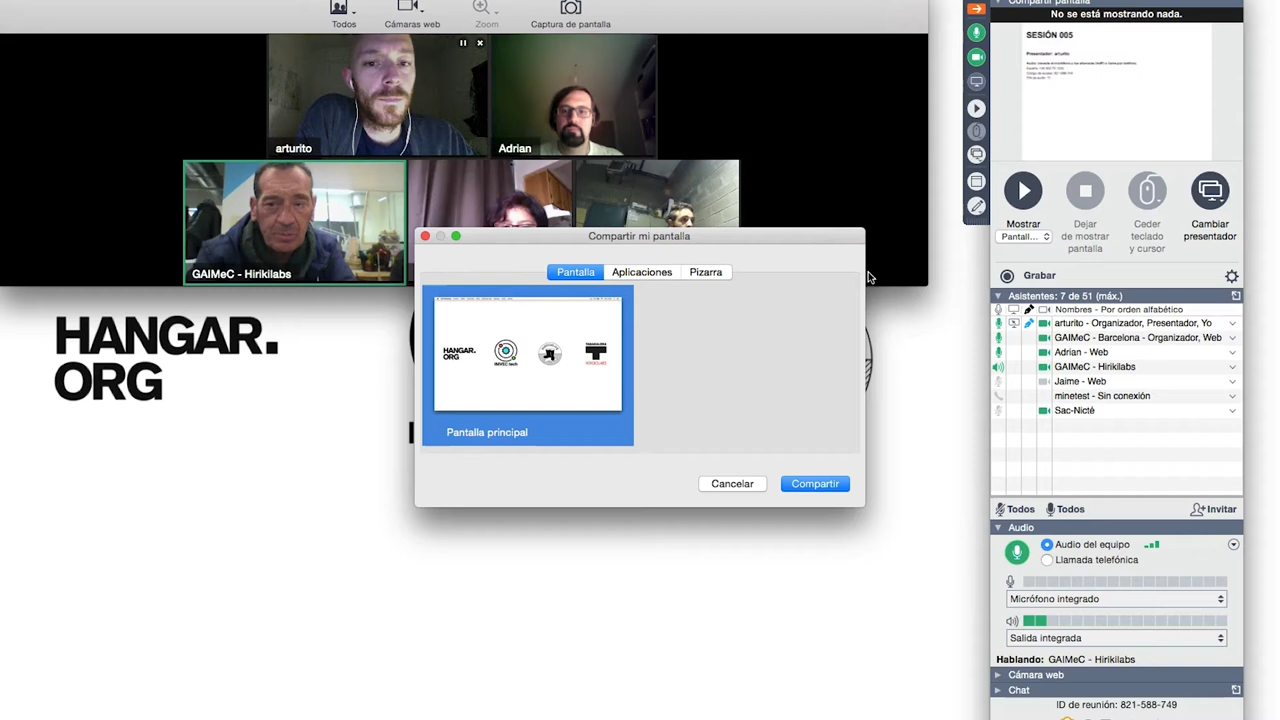 Todos
Cámaras web
Zoom
Captura de pantalla
arturito
Adrian
GAIMeC - Hirikilabs
HANGAR.
ORG
Compartir mi pantalla
Pantalla
Aplicaciones
Pizarra
HANGAR.
ORG
Pantalla principal
Cancelar
Compartir
Compartir pantalla
No se está mostrando nada.
SESIÓN 005
Presentador: arturito
Mostrar
Pantall...
Dejar
de mostrar
pantalla
Ceder
teclado
y cursor
Cambiar
presentador
Grabar
Asistentes: 7 de 51 (máx.)
Nombres - Por orden alfabético
arturito - Organizador, Presentador, Yo
GAIMeC - Barcelona - Organizador, Web
Adrian - Web
GAIMeC - Hirikilabs
Jaime - Web
minetest - Sin conexión
Sac-Nicté
Todos
Todos
Invitar
Audio
Audio del equipo
Llamada telefónica
Micrófono integrado
Salida integrada
Hablando: GAIMeC - Hirikilabs
Cámara web
Chat
ID de reunión: 821-588-749